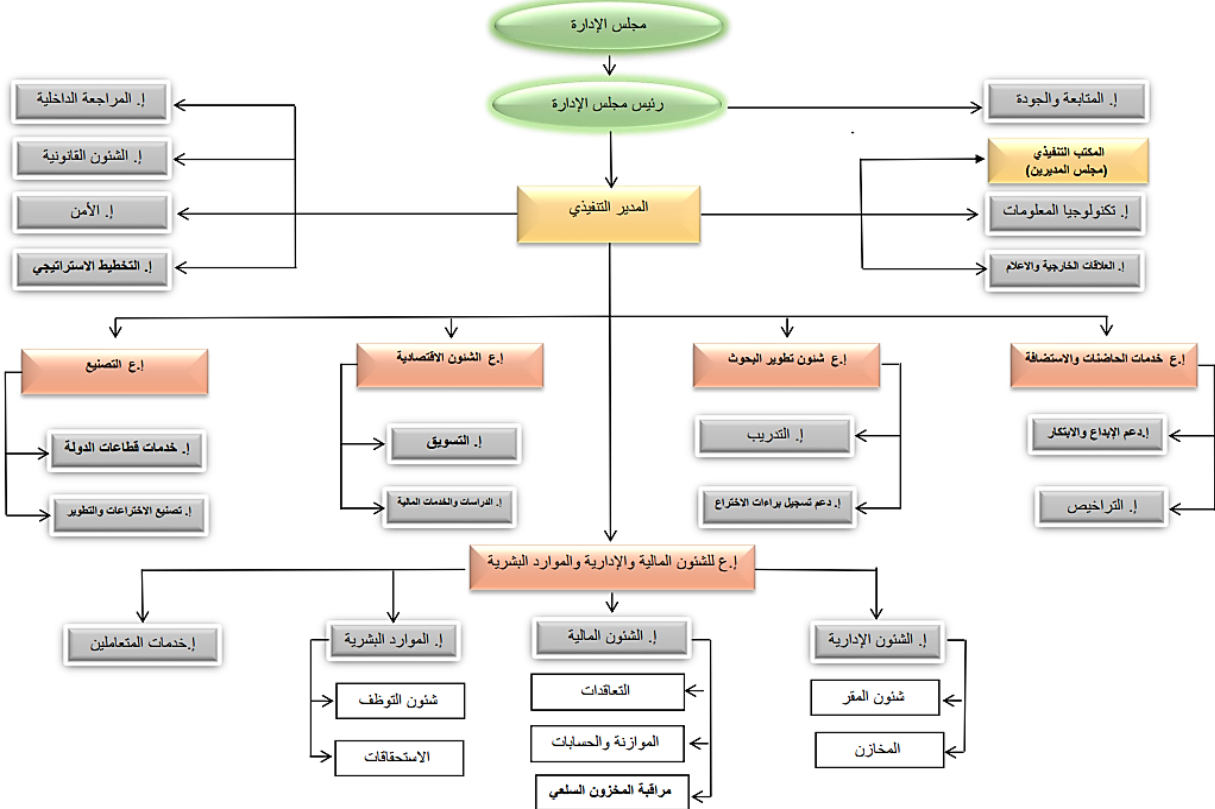 مجلس الإدارة
رئيس مجلس الإدارة
إ. المتابعة والجودة
إ. المراجعة الداخلية
المكتب التنفيذي
(مجلس المديرين)
إ. الشئون القانونية
المدير التنفيذي
إ. تكنولوجيا المعلومات
إ. الأمن
إ. العلاقات الخارجية والاعلام
إ. التخطيط الاستراتيجي
إ.ع خدمات الحاضنات والاستضافة
إ.ع شئون تطوير البحوث
إ.ع الشئون الاقتصادية
إ.ع التصنيع
إ.دعم الإبداع والابتكار
إ. التدريب
إ. التسويق
إ. خدمات قطاعات الدولة
إ. التراخيص
إ. دعم تسجيل براءات الاختراع
إ. الدراسات والخدمات المالية
إ. تصنيع الاختراعات والتطوير
إ.ع للشئون المالية والإدارية والموارد البشرية
إ. الشئون الإدارية
إ. الشئون المالية
إ. الموارد البشرية
إ.خدمات المتعاملين
شئون المقر
التعاقدات
شئون التوظف
المخازن
الموازنة والحسابات
الاستحقاقات
مراقبة المخزون السلعي